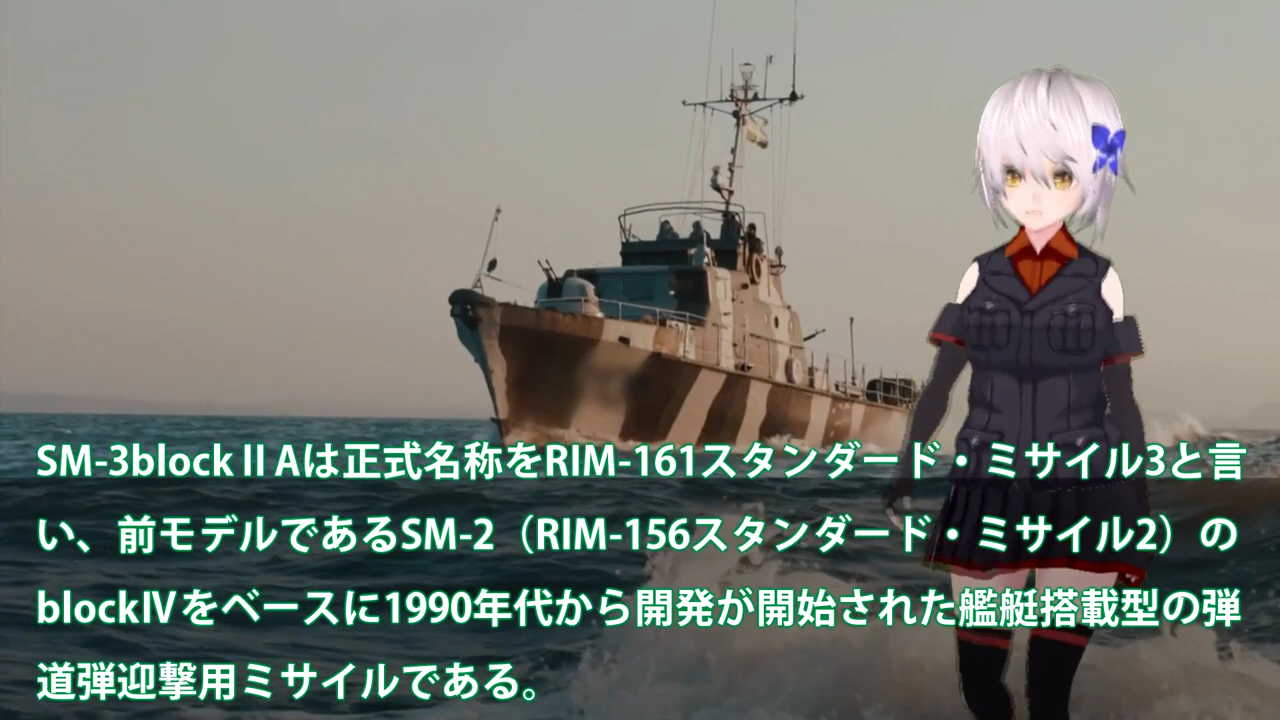 SM-3blockⅡAは正式名称をRIM-161スタンダード・ミサイル3と言
い、前モデルであるSM-2（RIM-156スタンダード・ミサイル2）の
blockⅣをベースに1990年代から開発が開始された艦艇搭載型の弾
道弾迎撃用ミサイルである。